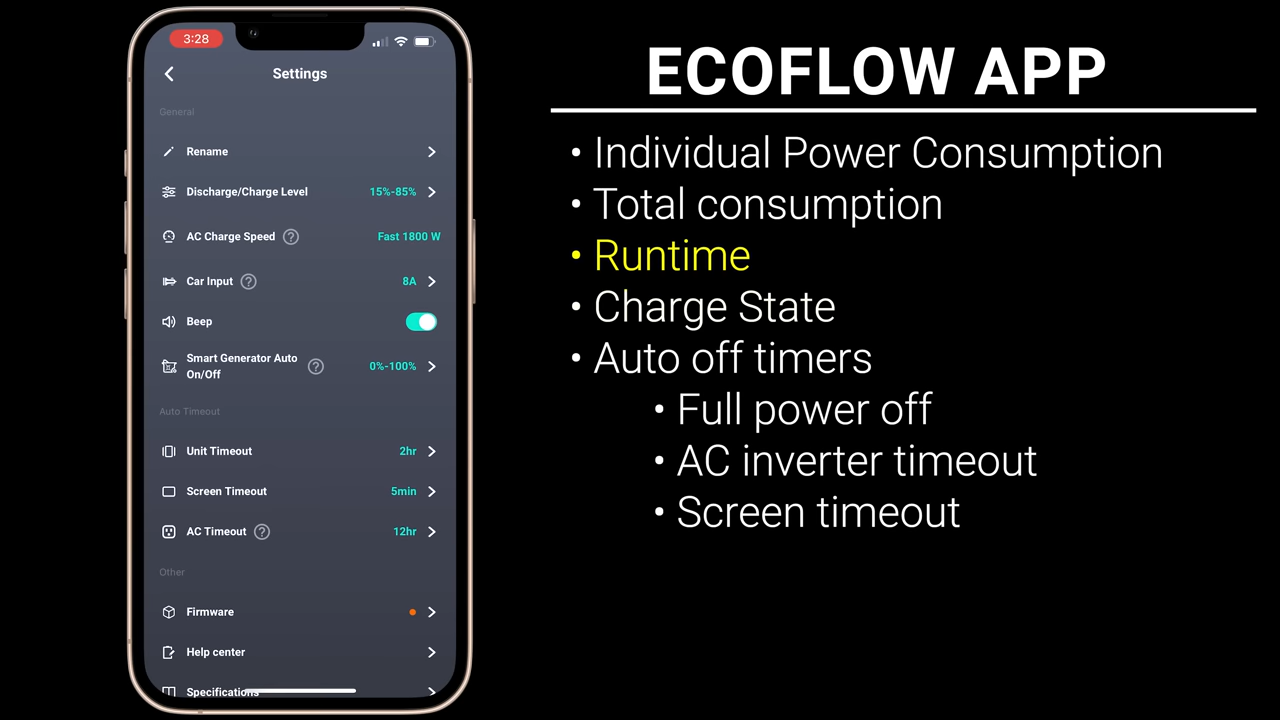 3:28
Settings
General
Rename
Discharge/Charge Level 15%-85%
AC Charge Speed ? Fast 1800 W
Car Input ? 8A
Beep
Smart Generator Auto
On/Off ? 0%-100%
Auto Timeout
Unit Timeout 2hr
Screen Timeout 5min
AC Timeout ? 12hr
Other
Firmware
Help center
Specifications
ECOFLOW APP
• Individual Power Consumption
• Total consumption
• Runtime
• Charge State
• Auto off timers
• Full power off
• AC inverter timeout
• Screen timeout